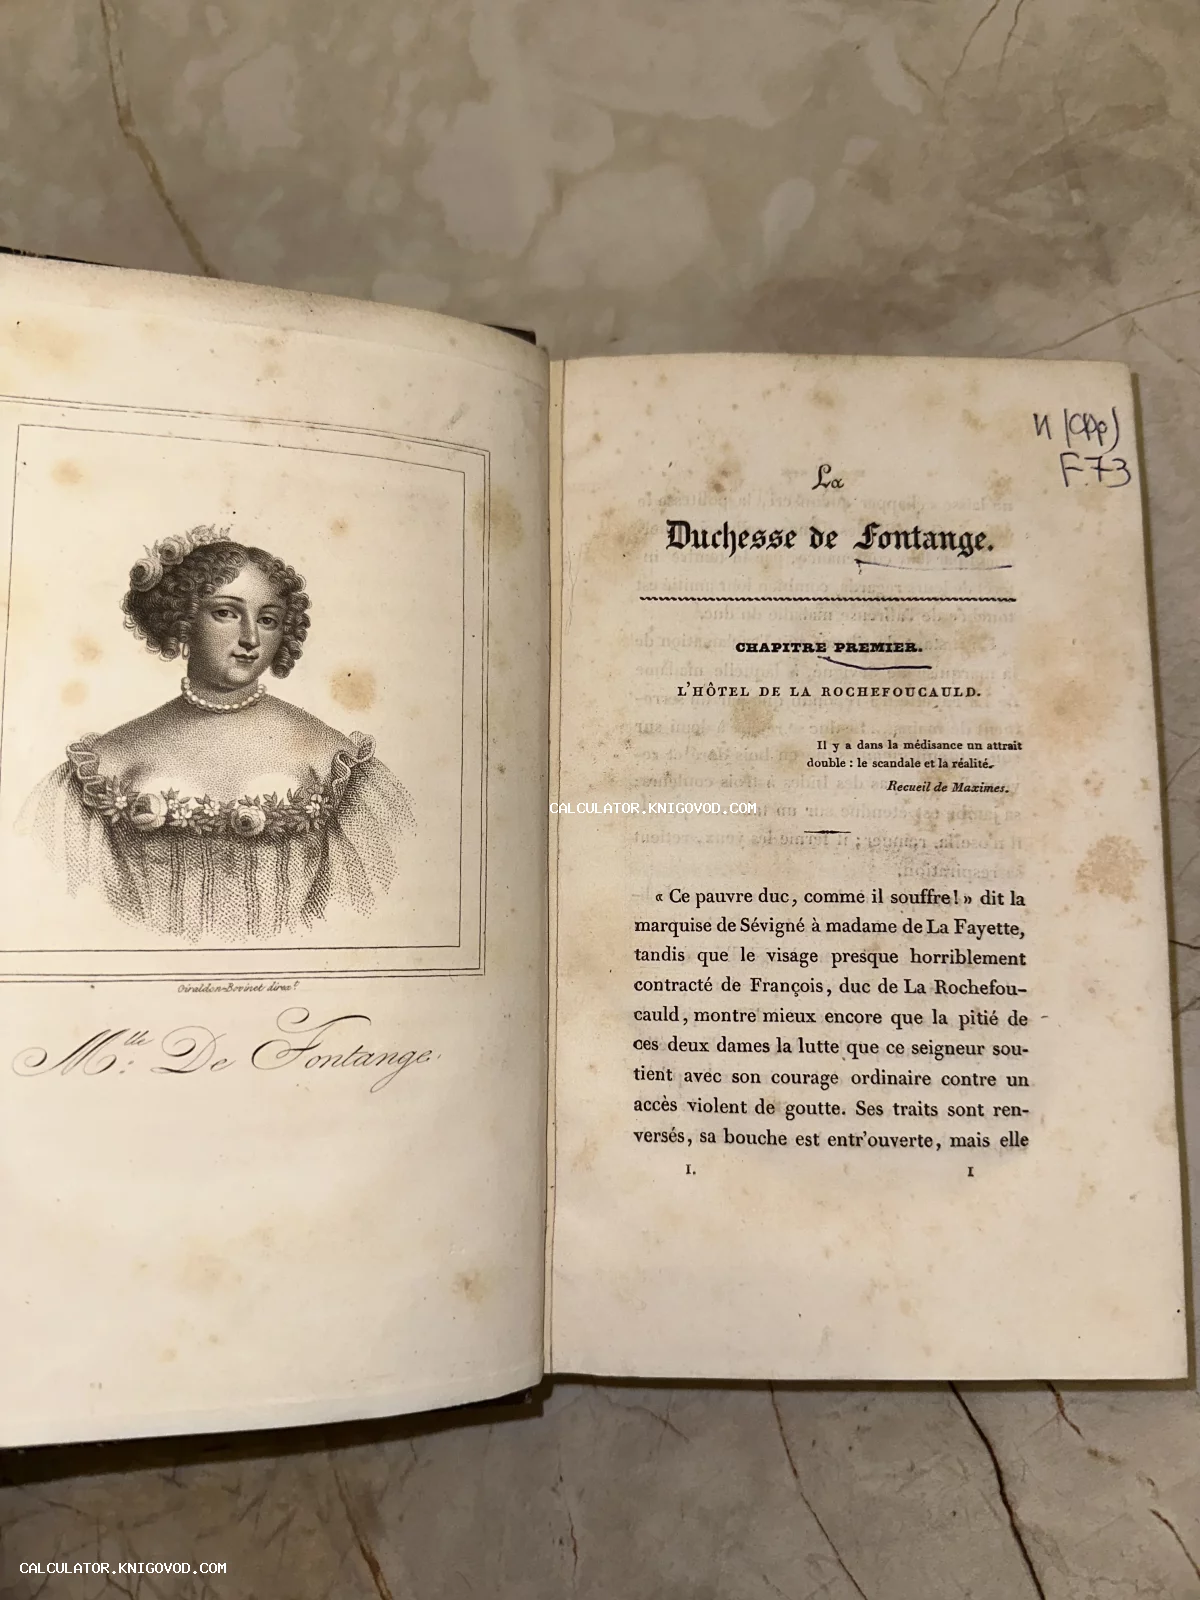 Giraldon-Bovinet direx.t
M.lle De Fontange.
F.73
La
Duchesse de Fontange.
CHAPITRE PREMIER.
L'HÔTEL DE LA ROCHEFOUCAULD.
Il y a dans la médisance un attrait
double : le scandale et la réalité.
Recueil de Maximes.
CALCULATOR.KNIGOVOD.COM
« Ce pauvre duc, comme il souffre! » dit la
marquise de Sévigné à madame de La Fayette,
tandis que le visage presque horriblement
contracté de François, duc de La Rochefou-
cauld, montre mieux encore que la pitié de
ces deux dames la lutte que ce seigneur sou-
tient avec son courage ordinaire contre un
accès violent de goutte. Ses traits sont ren-
versés, sa bouche est entr'ouverte, mais elle
I. 1
CALCULATOR.KNIGOVOD.COM